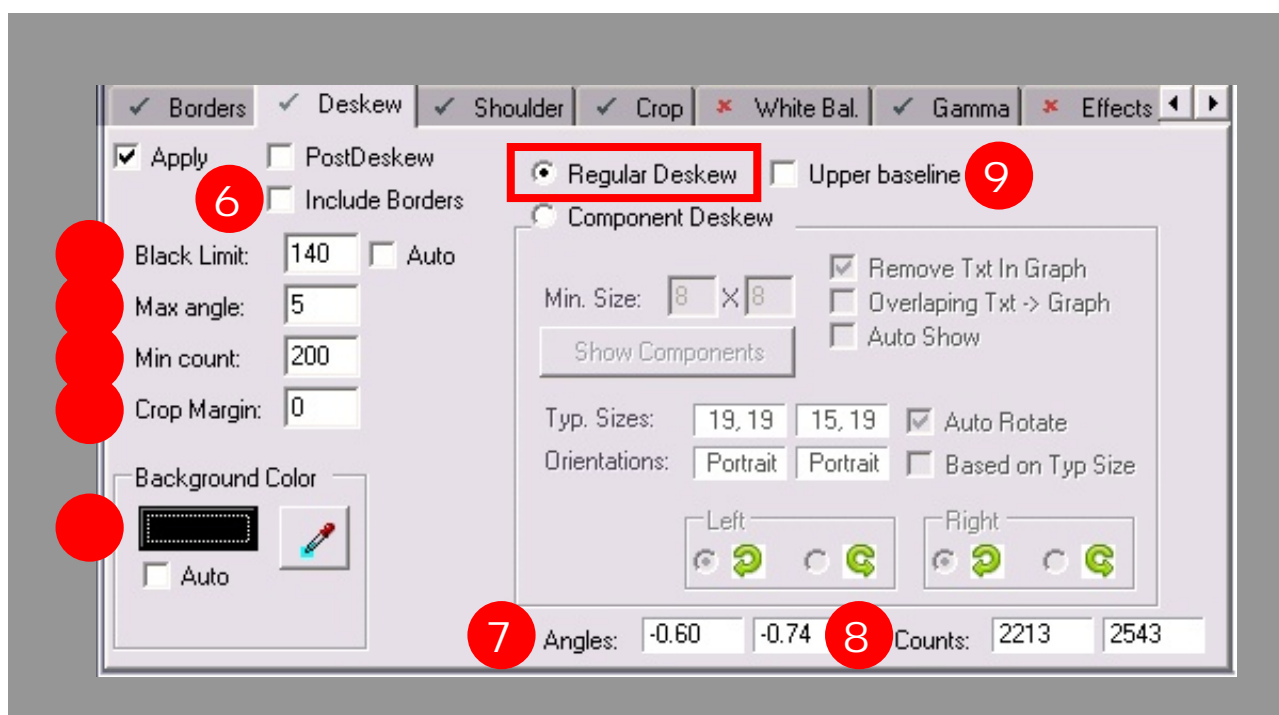 Borders Deskew Shoulder Crop White Bal. Gamma Effects
Apply PostDeskew
6 Include Borders
Regular Deskew Upper baseline 9
Component Deskew
Black Limit: 140 Auto
Max angle: 5
Min count: 200
Crop Margin: 0
Background Color
Auto
Min. Size: 8 X 8
Remove Txt In Graph
Overlaping Txt -> Graph
Auto Show
Show Components
Typ. Sizes: 19, 19 15, 19 Auto Rotate
Orientations: Portrait Portrait Based on Typ Size
Left Right
7 Angles: -0.60 -0.74 8 Counts: 2213 2543